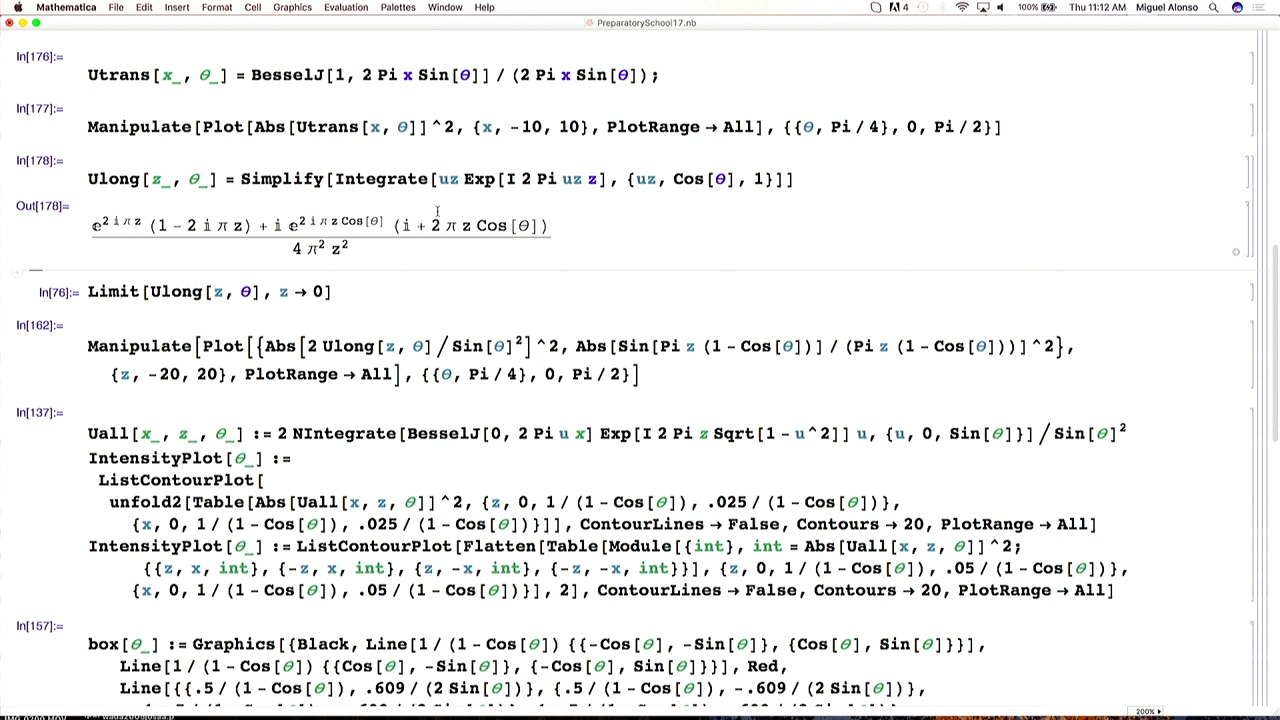 Mathematica File Edit Insert Format Cell Graphics Evaluation Palettes Window Help 4 100% Thu 11:12 AM Miguel Alonso
PreparatorySchool17.nb
In[176]:=
Utrans[x_, θ_] = BesselJ[1, 2 Pi x Sin[θ]] / (2 Pi x Sin[θ]);
In[177]:=
Manipulate[Plot[Abs[Utrans[x, θ]]^2, {x, -10, 10}, PlotRange → All], {{θ, Pi / 4}, 0, Pi / 2}]
In[178]:=
Ulong[z_, θ_] = Simplify[Integrate[uz Exp[I 2 Pi uz z], {uz, Cos[θ], 1}]]
Out[178]=
ⅇ^(2 ⅈ π z) (1 - 2 ⅈ π z) + ⅈ ⅇ^(2 ⅈ π z Cos[θ]) (ⅈ + 2 π z Cos[θ])
4 π² z²
In[76]:= Limit[Ulong[z, θ], z → 0]
In[162]:=
Manipulate[Plot[{Abs[2 Ulong[z, θ] / Sin[θ]²]^2, Abs[Sin[Pi z (1 - Cos[θ])] / (Pi z (1 - Cos[θ]))]^2},
{z, -20, 20}, PlotRange → All], {{θ, Pi / 4}, 0, Pi / 2}]
In[137]:=
Uall[x_, z_, θ_] := 2 NIntegrate[BesselJ[0, 2 Pi u x] Exp[I 2 Pi z Sqrt[1 - u^2]] u, {u, 0, Sin[θ]}] / Sin[θ]²
IntensityPlot[θ_] :=
ListContourPlot[
unfold2[Table[Abs[Uall[x, z, θ]]^2, {z, 0, 1 / (1 - Cos[θ]), .025 / (1 - Cos[θ])},
{x, 0, 1 / (1 - Cos[θ]), .025 / (1 - Cos[θ])}]], ContourLines → False, Contours → 20, PlotRange → All]
IntensityPlot[θ_] := ListContourPlot[Flatten[Table[Module[{int}, int = Abs[Uall[x, z, θ]]^2;
{{z, x, int}, {-z, x, int}, {z, -x, int}, {-z, -x, int}}], {z, 0, 1 / (1 - Cos[θ]), .05 / (1 - Cos[θ])},
{x, 0, 1 / (1 - Cos[θ]), .05 / (1 - Cos[θ])}], 2], ContourLines → False, Contours → 20, PlotRange → All]
In[157]:=
box[θ_] := Graphics[{Black, Line[1 / (1 - Cos[θ]) {{-Cos[θ], -Sin[θ]}, {Cos[θ], Sin[θ]}}],
Line[1 / (1 - Cos[θ]) {{Cos[θ], -Sin[θ]}, {-Cos[θ], Sin[θ]}}], Red,
Line[{{.5 / (1 - Cos[θ]), .609 / (2 Sin[θ])}, {.5 / (1 - Cos[θ]), -.609 / (2 Sin[θ])},
200%